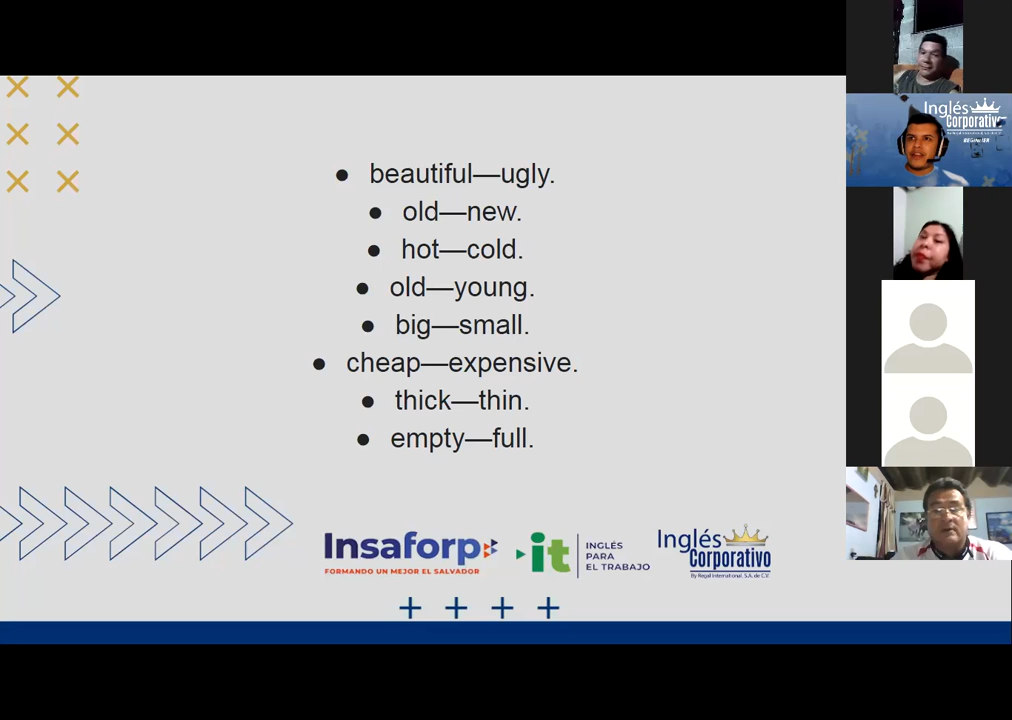 ● beautiful—ugly.
● old—new.
● hot—cold.
● old—young.
● big—small.
● cheap—expensive.
● thick—thin.
● empty—full.
Insaforp
FORMANDO UN MEJOR EL SALVADOR
it
INGLÉS
PARA
EL TRABAJO
Inglés
Corporativo
By Regal International, S.A. de C.V.
Inglés